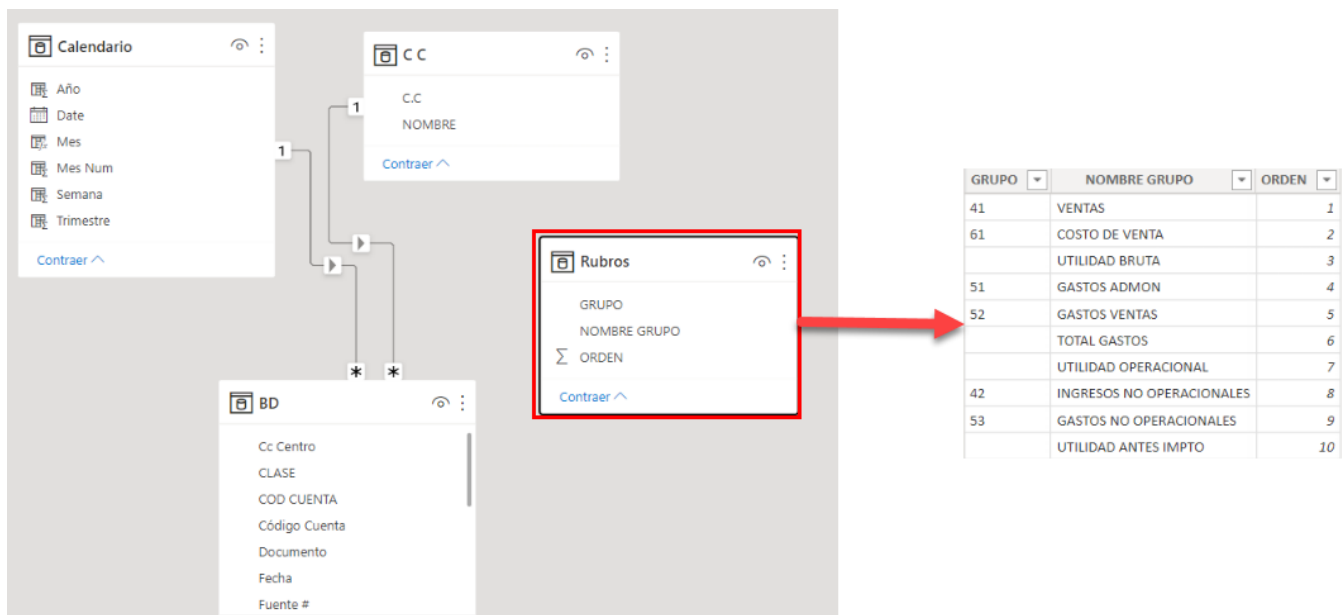 Calendario
Año
Date
Mes
Mes Num
Semana
Trimestre
Contraer
C C
C.C
NOMBRE
Contraer
1
1
*
*
Rubros
GRUPO
NOMBRE GRUPO
ORDEN
Contraer
BD
Cc Centro
CLASE
COD CUENTA
Código Cuenta
Documento
Fecha
Fuente #
GRUPO NOMBRE GRUPO ORDEN
41 VENTAS 1
61 COSTO DE VENTA 2
UTILIDAD BRUTA 3
51 GASTOS ADMON 4
52 GASTOS VENTAS 5
TOTAL GASTOS 6
UTILIDAD OPERACIONAL 7
42 INGRESOS NO OPERACIONALES 8
53 GASTOS NO OPERACIONALES 9
UTILIDAD ANTES IMPTO 10